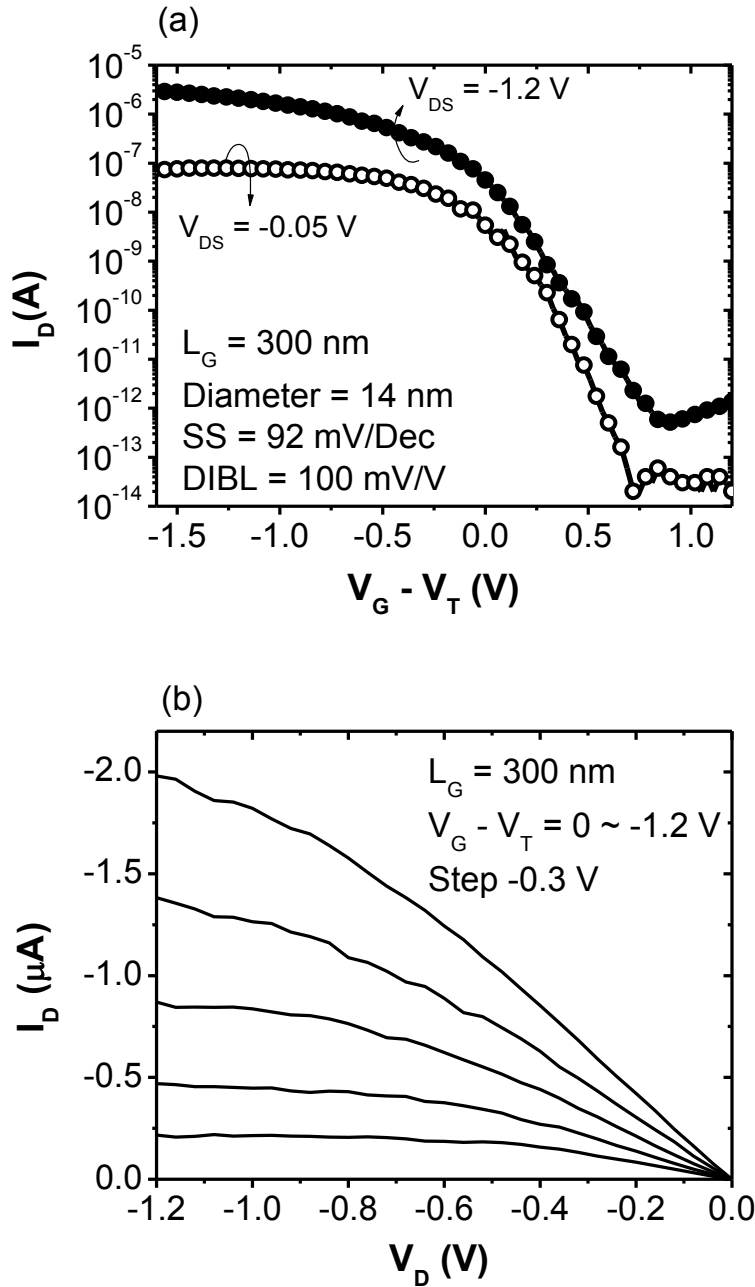 (a)
10⁻⁵
10⁻⁶
10⁻⁷
10⁻⁸
10⁻⁹
10⁻¹⁰
10⁻¹¹
10⁻¹²
10⁻¹³
10⁻¹⁴
I_D(A)
V_DS = -1.2 V
V_DS = -0.05 V
L_G = 300 nm
Diameter = 14 nm
SS = 92 mV/Dec
DIBL = 100 mV/V
-1.5 -1.0 -0.5 0.0 0.5 1.0
V_G - V_T (V)
(b)
-2.0
-1.5
-1.0
-0.5
0.0
I_D (μA)
L_G = 300 nm
V_G - V_T = 0 ~ -1.2 V
Step -0.3 V
-1.2 -1.0 -0.8 -0.6 -0.4 -0.2 0.0
V_D (V)